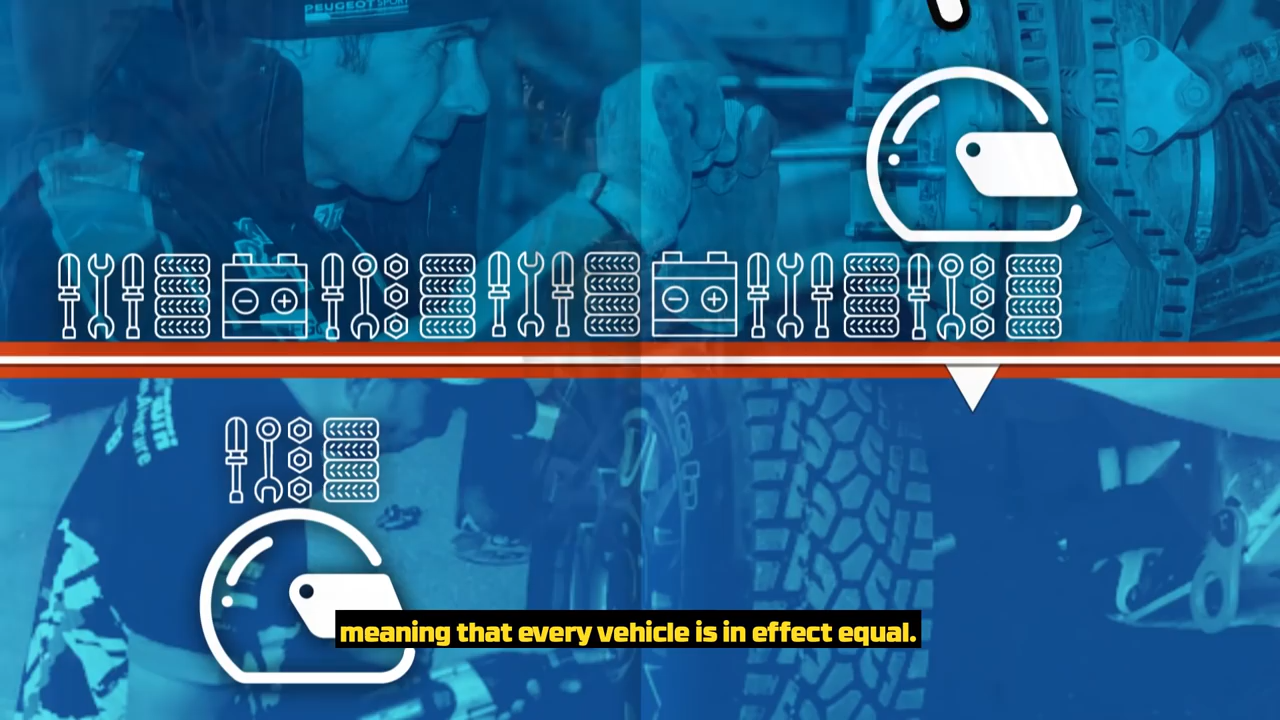 PEUGEOT SPORT
meaning that every vehicle is in effect equal.